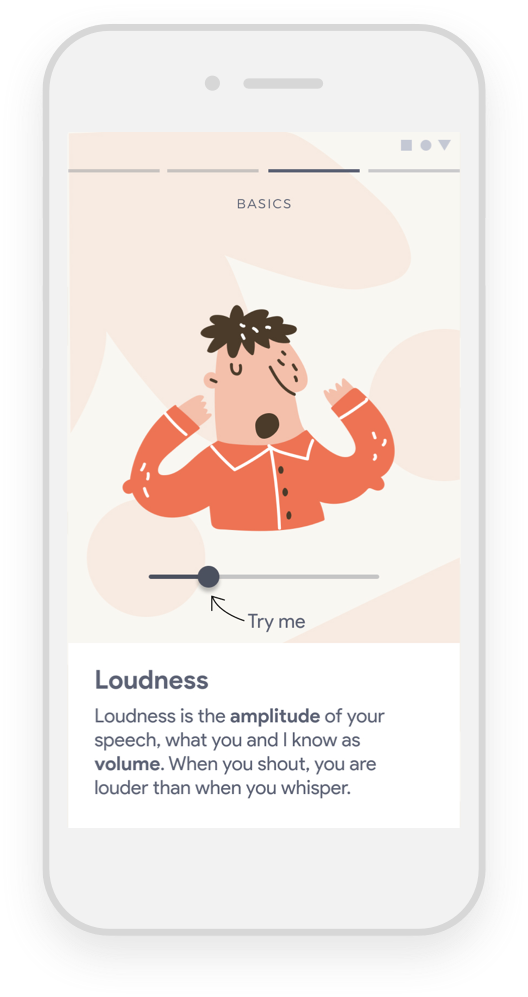 BASICS
Try me
Loudness
Loudness is the amplitude of your
speech, what you and I know as
volume. When you shout, you are
louder than when you whisper.